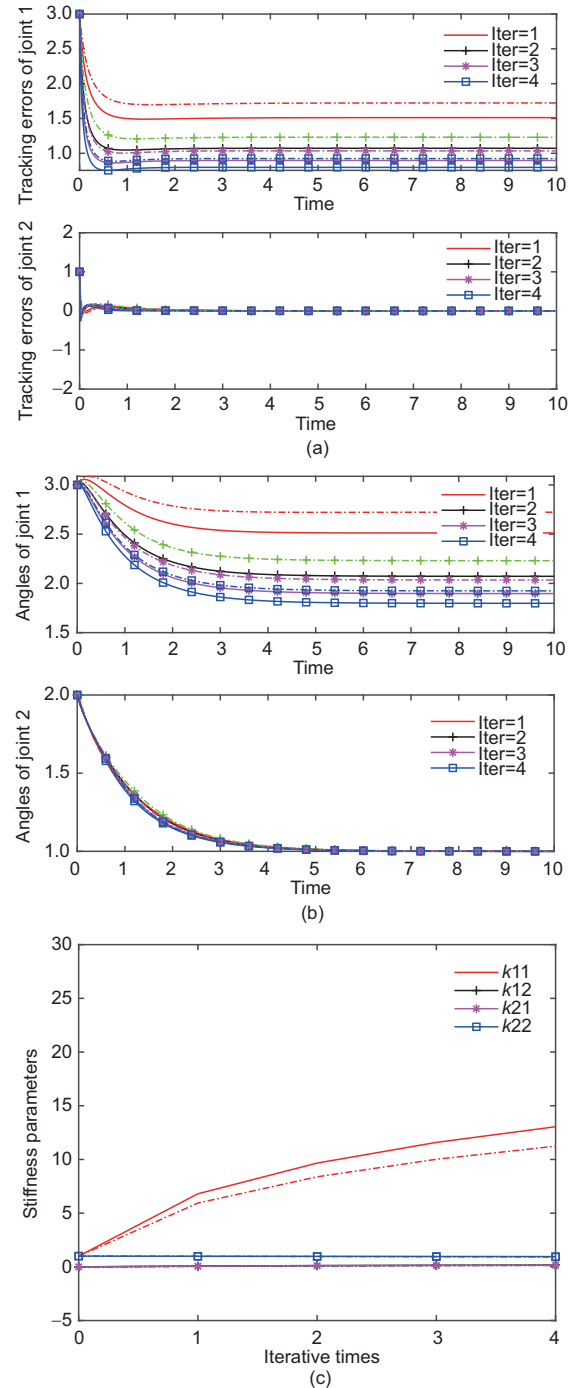 Tracking errors of joint 1
3.0
2.5
2.0
1.5
1.0
Iter=1
Iter=2
Iter=3
Iter=4
0 1 2 3 4 5 6 7 8 9 10
Time
Tracking errors of joint 2
2
1
0
−1
−2
Iter=1
Iter=2
Iter=3
Iter=4
0 1 2 3 4 5 6 7 8 9 10
Time
(a)
Angles of joint 1
3.0
2.5
2.0
1.5
Iter=1
Iter=2
Iter=3
Iter=4
0 1 2 3 4 5 6 7 8 9 10
Time
Angles of joint 2
2.0
1.5
1.0
Iter=1
Iter=2
Iter=3
Iter=4
0 1 2 3 4 5 6 7 8 9 10
Time
(b)
Stiffness parameters
30
25
20
15
10
5
0
−5
k11
k12
k21
k22
0 1 2 3 4
Iterative times
(c)